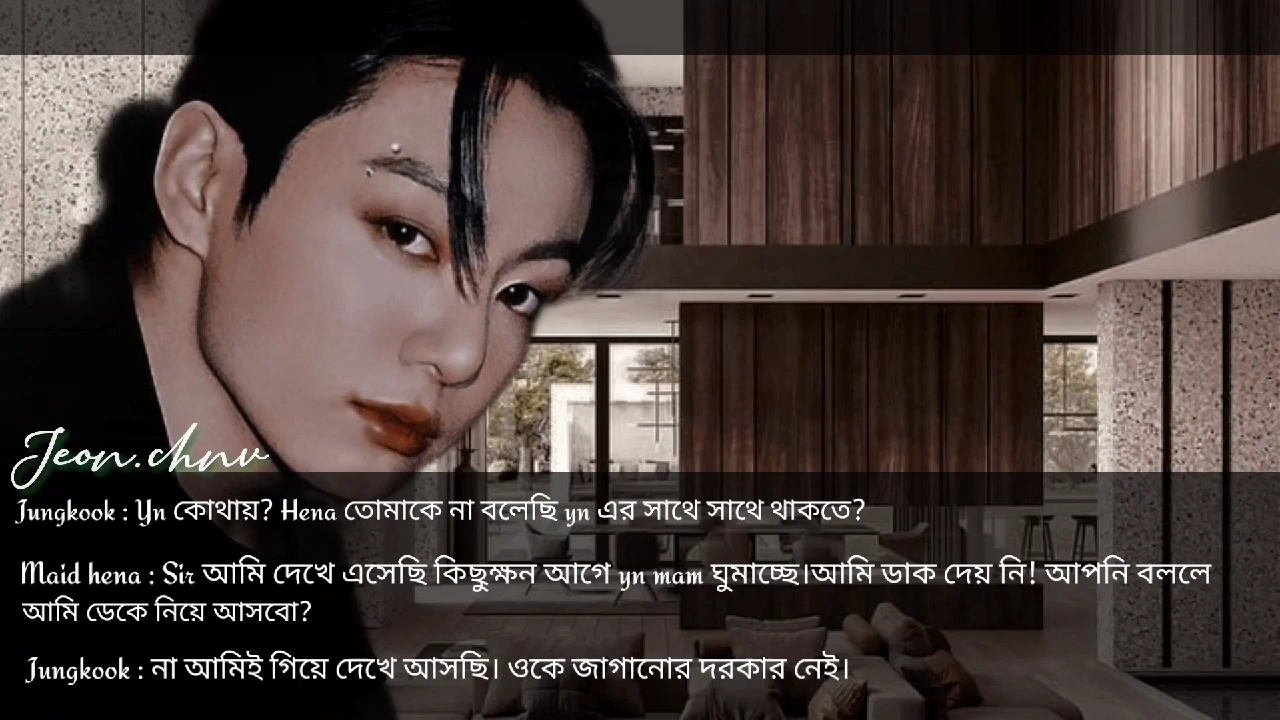 Jeon.chnv
Jungkook : Yn কোথায়? Hena তোমাকে না বলেছি yn এর সাথে সাথে থাকতে?
Maid hena : Sir আমি দেখে এসেছি কিছুক্ষন আগে yn mam ঘুমাচ্ছে।আমি ডাক দেয় নি! আপনি বললে
আমি ডেকে নিয়ে আসবো?
Jungkook : না আমিই গিয়ে দেখে আসছি। ওকে জাগানোর দরকার নেই।